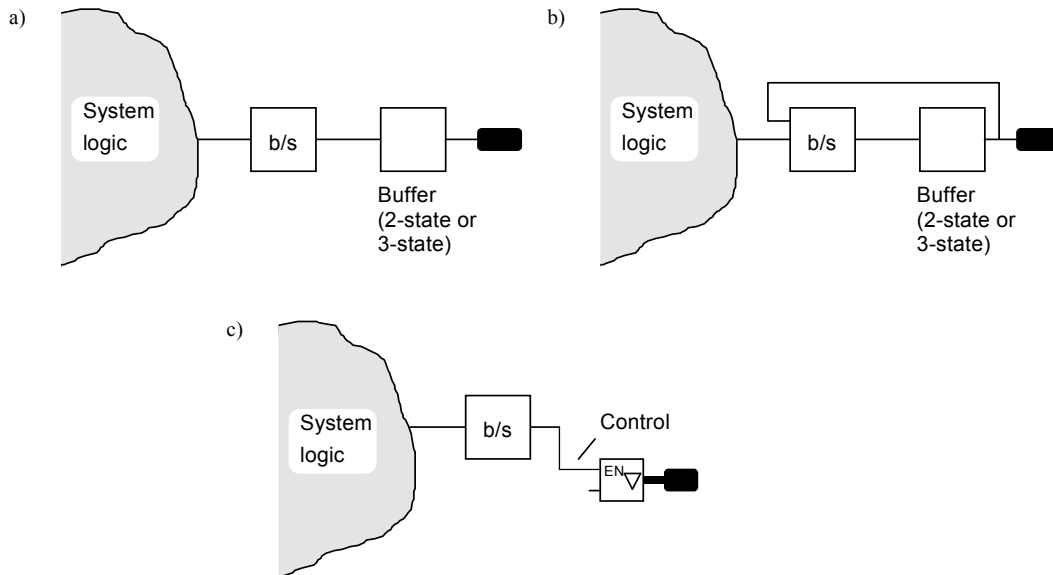 a)
System
logic
b/s
Buffer
(2-state or
3-state)
b)
System
logic
b/s
Buffer
(2-state or
3-state)
c)
System
logic
b/s
Control
EN